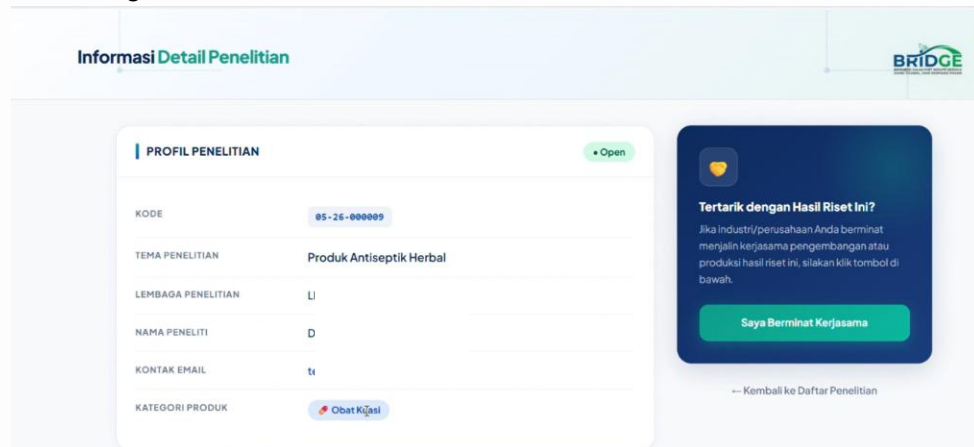 Informasi Detail Penelitian
BRIDGE
PROFIL PENELITIAN
• Open
KODE
05-26-000009
TEMA PENELITIAN
Produk Antiseptik Herbal
LEMBAGA PENELITIAN
NAMA PENELITI
D
KONTAK EMAIL
te
KATEGORI PRODUK
Obat Kuasi
Tertarik dengan Hasil Riset Ini?
Jika industri/perusahaan Anda berminat
menjalin kerjasama pengembangan atau
produksi hasil riset ini, silakan klik tombol di
bawah.
Saya Berminat Kerjasama
← Kembali ke Daftar Penelitian